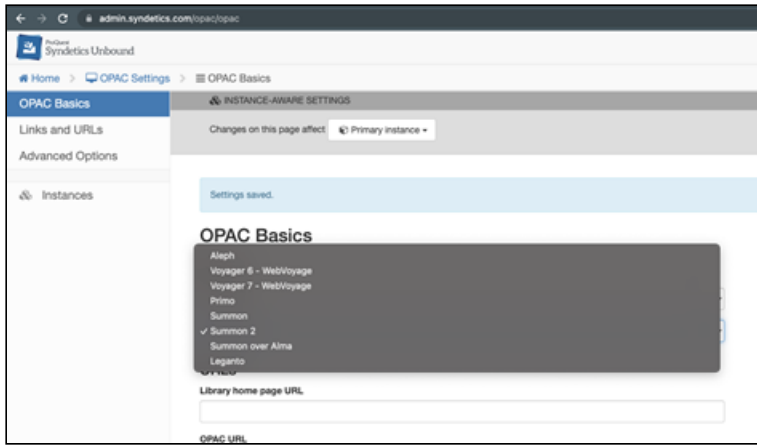 admin.syndetics.com/opac/opac
ProQuest
Syndetics Unbound
Home > OPAC Settings > OPAC Basics
OPAC Basics
Links and URLs
Advanced Options
Instances
INSTANCE-AWARE SETTINGS
Changes on this page affect Primary instance
Settings saved.
OPAC Basics
Aleph
Voyager 6 - WebVoyage
Voyager 7 - WebVoyage
Primo
Summon
✓ Summon 2
Summon over Alma
Leganto
URLs
Library home page URL
OPAC URL